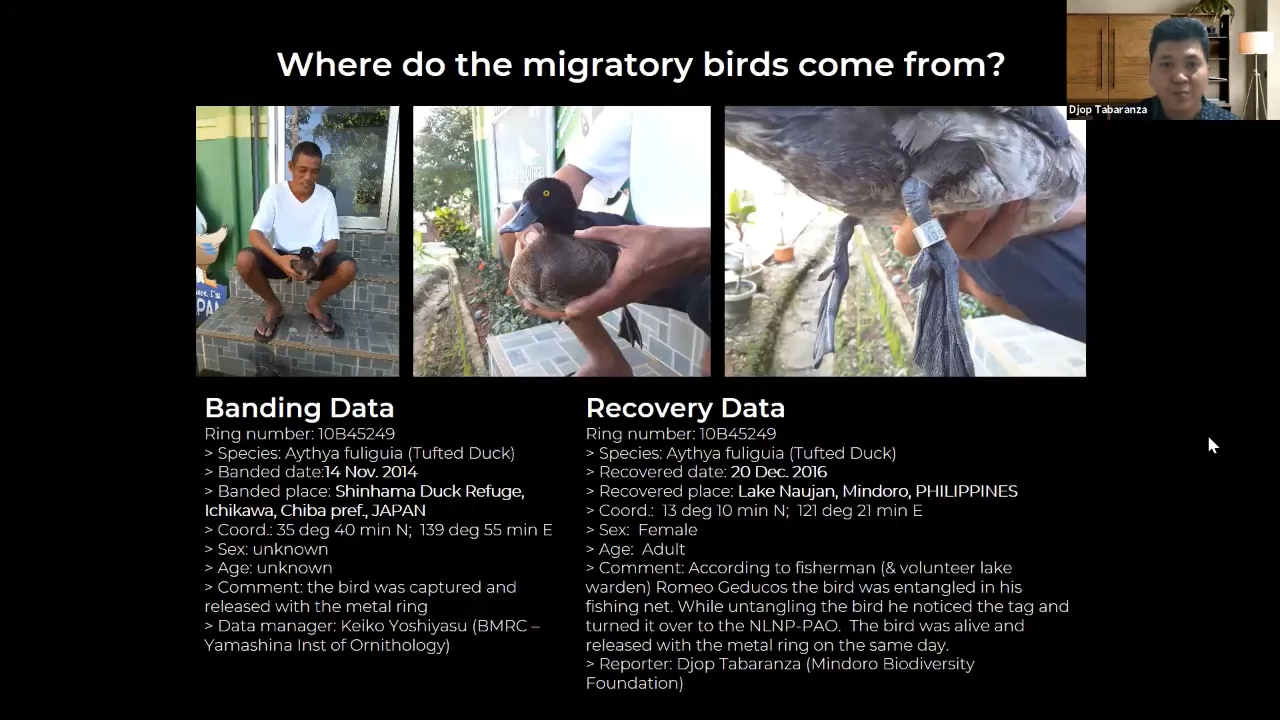 Where do the migratory birds come from?
Djop Tabaranza
Banding Data
Ring number: 10B45249
> Species: Aythya fuliguia (Tufted Duck)
> Banded date:14 Nov. 2014
> Banded place: Shinhama Duck Refuge,
Ichikawa, Chiba pref., JAPAN
> Coord.: 35 deg 40 min N;  139 deg 55 min E
> Sex: unknown
> Age: unknown
> Comment: the bird was captured and
released with the metal ring
> Data manager: Keiko Yoshiyasu (BMRC –
Yamashina Inst of Ornithology)
Recovery Data
Ring number: 10B45249
> Species: Aythya fuliguia (Tufted Duck)
> Recovered date: 20 Dec. 2016
> Recovered place: Lake Naujan, Mindoro, PHILIPPINES
> Coord.:  13 deg 10 min N;  121 deg 21 min E
> Sex:  Female
> Age:  Adult
> Comment: According to fisherman (& volunteer lake
warden) Romeo Geducos the bird was entangled in his
fishing net. While untangling the bird he noticed the tag and
turned it over to the NLNP-PAO.  The bird was alive and
released with the metal ring on the same day.
> Reporter: Djop Tabaranza (Mindoro Biodiversity
Foundation)